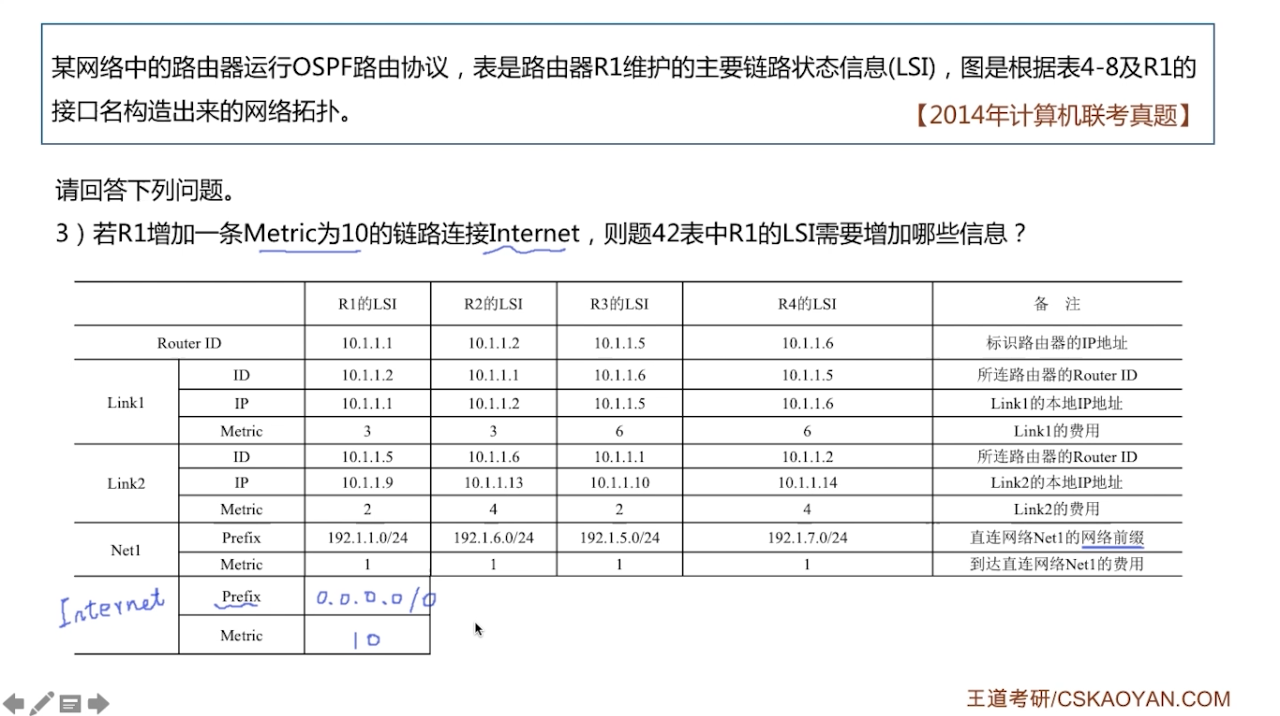 某网络中的路由器运行OSPF路由协议，表是路由器R1维护的主要链路状态信息(LSI)，图是根据表4-8及R1的
接口名构造出来的网络拓扑。
【2014年计算机联考真题】
请回答下列问题。
3）若R1增加一条Metric为10的链路连接Internet，则题42表中R1的LSI需要增加哪些信息？
R1的LSI R2的LSI R3的LSI R4的LSI 备 注
Router ID 10.1.1.1 10.1.1.2 10.1.1.5 10.1.1.6 标识路由器的IP地址
Link1 ID 10.1.1.2 10.1.1.1 10.1.1.6 10.1.1.5 所连路由器的Router ID
IP 10.1.1.1 10.1.1.2 10.1.1.5 10.1.1.6 Link1的本地IP地址
Metric 3 3 6 6 Link1的费用
Link2 ID 10.1.1.5 10.1.1.6 10.1.1.1 10.1.1.2 所连路由器的Router ID
IP 10.1.1.9 10.1.1.13 10.1.1.10 10.1.1.14 Link2的本地IP地址
Metric 2 4 2 4 Link2的费用
Net1 Prefix 192.1.1.0/24 192.1.6.0/24 192.1.5.0/24 192.1.7.0/24 直连网络Net1的网络前缀
Metric 1 1 1 1 到达直连网络Net1的费用
Internet Prefix 0.0.0.0/0
Metric 10
王道考研/CSKAOYAN.COM